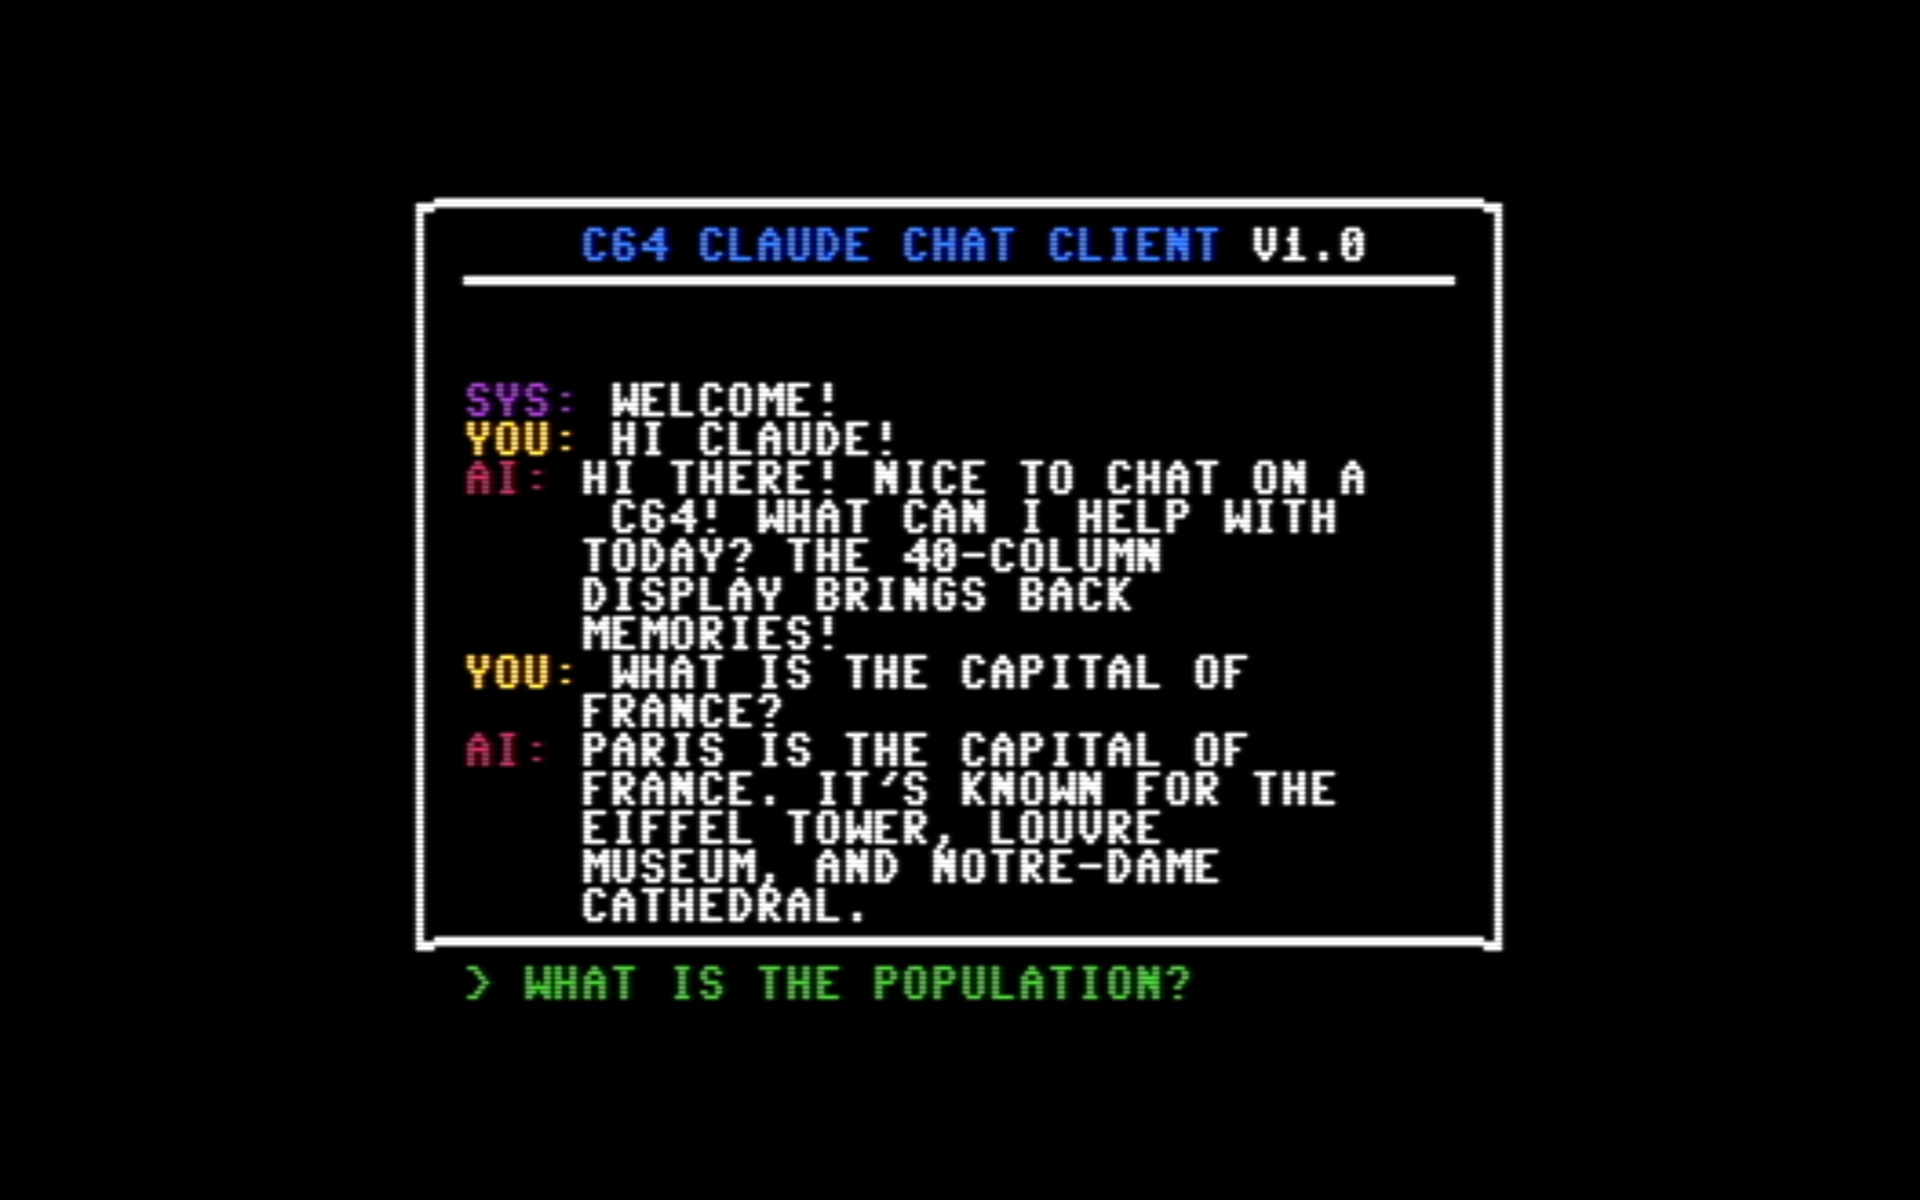 C64 CLAUDE CHAT CLIENT V1.0
SYS: WELCOME!
YOU: HI CLAUDE!
AI: HI THERE! NICE TO CHAT ON A
C64! WHAT CAN I HELP WITH
TODAY? THE 40-COLUMN
DISPLAY BRINGS BACK
MEMORIES!
YOU: WHAT IS THE CAPITAL OF
FRANCE?
AI: PARIS IS THE CAPITAL OF
FRANCE. IT'S KNOWN FOR THE
EIFFEL TOWER, LOUVRE
MUSEUM, AND NOTRE-DAME
CATHEDRAL.
> WHAT IS THE POPULATION?